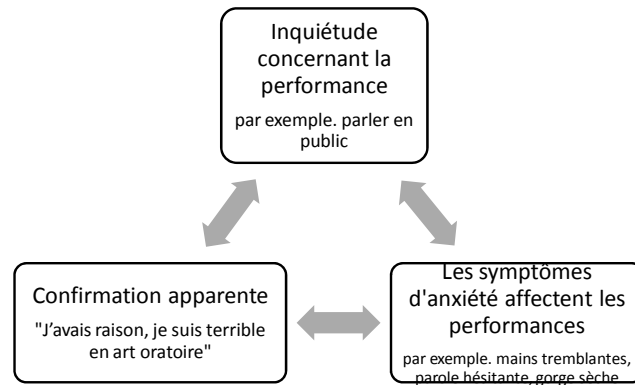 Inquiétude
concernant la
performance
par exemple. parler en
public
Confirmation apparente
"J'avais raison, je suis terrible
en art oratoire"
Les symptômes
d'anxiété affectent les
performances
par exemple. mains tremblantes,
parole hésitante, gorge sèche